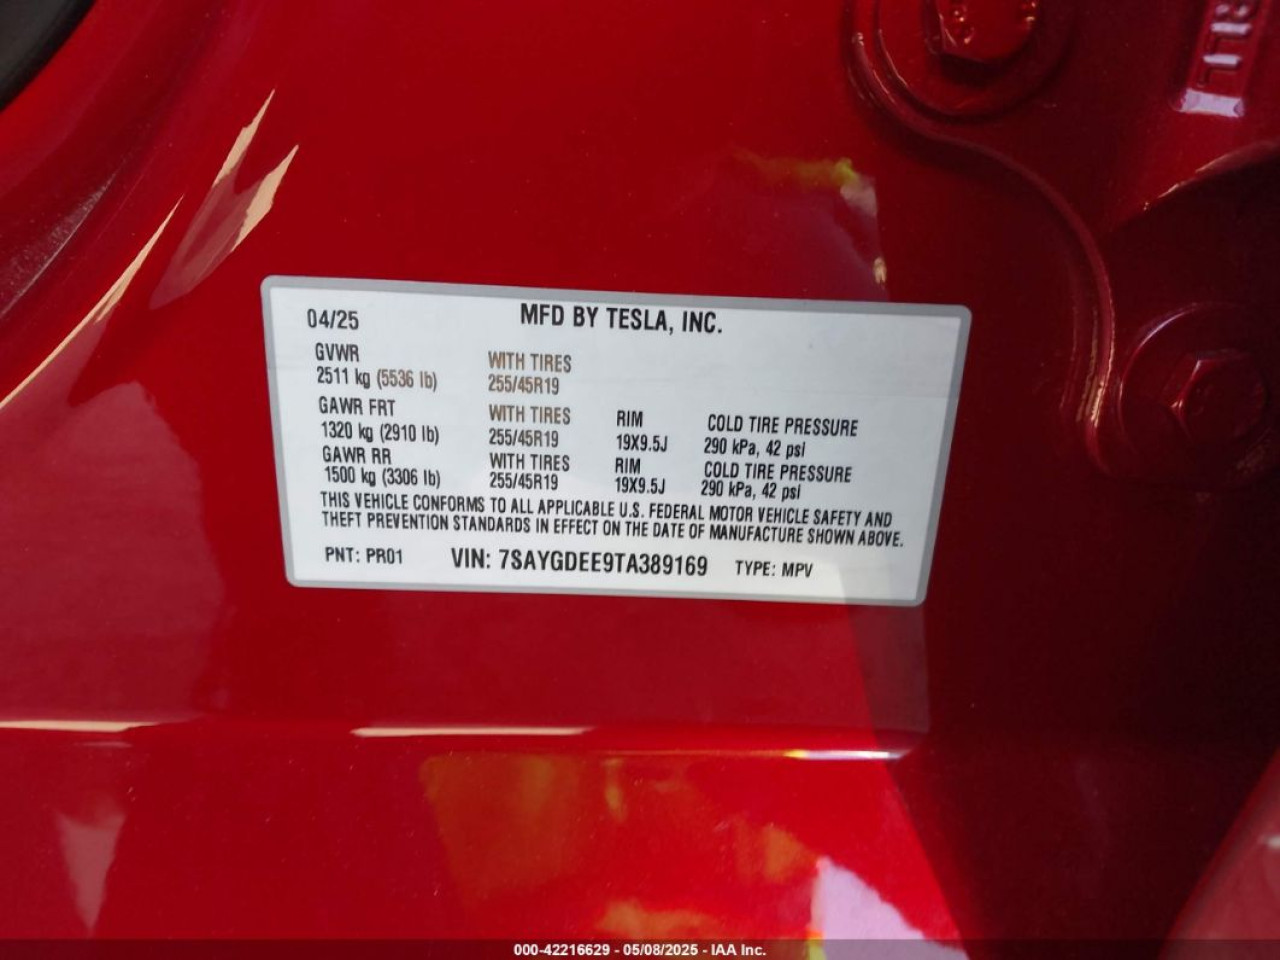 04/25 MFD BY TESLA, INC.
GVWR WITH TIRES
2511 kg (5536 lb) 255/45R19
GAWR FRT WITH TIRES RIM COLD TIRE PRESSURE
1320 kg (2910 lb) 255/45R19 19X9.5J 290 kPa, 42 psi
GAWR RR WITH TIRES RIM COLD TIRE PRESSURE
1500 kg (3306 lb) 255/45R19 19X9.5J 290 kPa, 42 psi
THIS VEHICLE CONFORMS TO ALL APPLICABLE U.S. FEDERAL MOTOR VEHICLE SAFETY AND
THEFT PREVENTION STANDARDS IN EFFECT ON THE DATE OF MANUFACTURE SHOWN ABOVE.
PNT: PR01 VIN: 7SAYGDEE9TA389169 TYPE: MPV
000-42216629 - 05/08/2025 - IAA Inc.